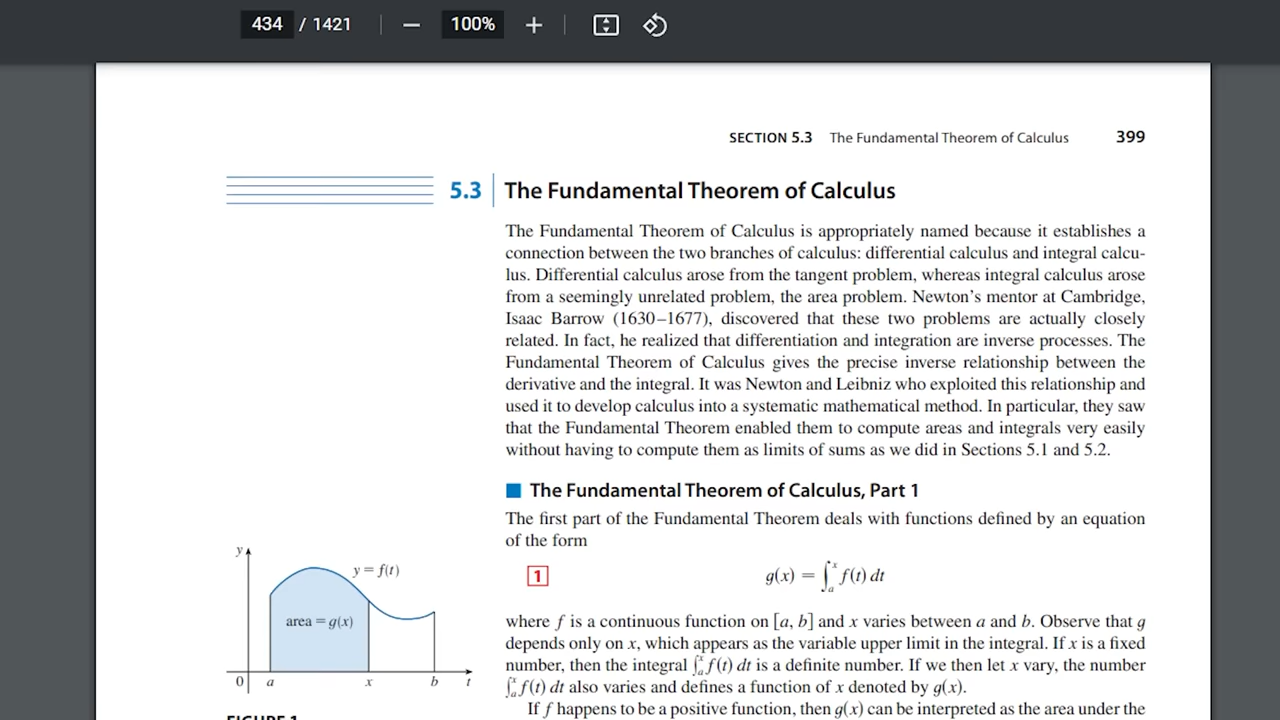 434 / 1421
100%
SECTION 5.3 The Fundamental Theorem of Calculus 399
5.3 The Fundamental Theorem of Calculus
The Fundamental Theorem of Calculus is appropriately named because it establishes a
connection between the two branches of calculus: differential calculus and integral calcu-
lus. Differential calculus arose from the tangent problem, whereas integral calculus arose
from a seemingly unrelated problem, the area problem. Newton's mentor at Cambridge,
Isaac Barrow (1630–1677), discovered that these two problems are actually closely
related. In fact, he realized that differentiation and integration are inverse processes. The
Fundamental Theorem of Calculus gives the precise inverse relationship between the
derivative and the integral. It was Newton and Leibniz who exploited this relationship and
used it to develop calculus into a systematic mathematical method. In particular, they saw
that the Fundamental Theorem enabled them to compute areas and integrals very easily
without having to compute them as limits of sums as we did in Sections 5.1 and 5.2.
The Fundamental Theorem of Calculus, Part 1
The first part of the Fundamental Theorem deals with functions defined by an equation
of the form
1 g(x) = ∫ₐˣ f(t) dt
where f is a continuous function on [a, b] and x varies between a and b. Observe that g
depends only on x, which appears as the variable upper limit in the integral. If x is a fixed
number, then the integral ∫ₐˣ f(t) dt is a definite number. If we then let x vary, the number
∫ₐˣ f(t) dt also varies and defines a function of x denoted by g(x).
If f happens to be a positive function, then g(x) can be interpreted as the area under the
y
y = f(t)
area = g(x)
0 a x b t
FIGURE 1